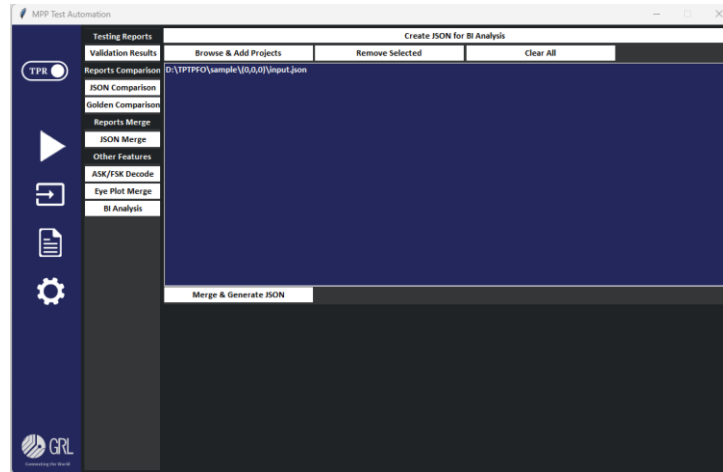 MPP Test Automation
TPR
Testing Reports
Validation Results
Reports Comparison
JSON Comparison
Golden Comparison
Reports Merge
JSON Merge
Other Features
ASK/FSK Decode
Eye Plot Merge
BI Analysis
Create JSON for BI Analysis
Browse & Add Projects
Remove Selected
Clear All
D:\TPTPFO\sample\(0,0,0)\input.json
Merge & Generate JSON
GRL
Connecting the World